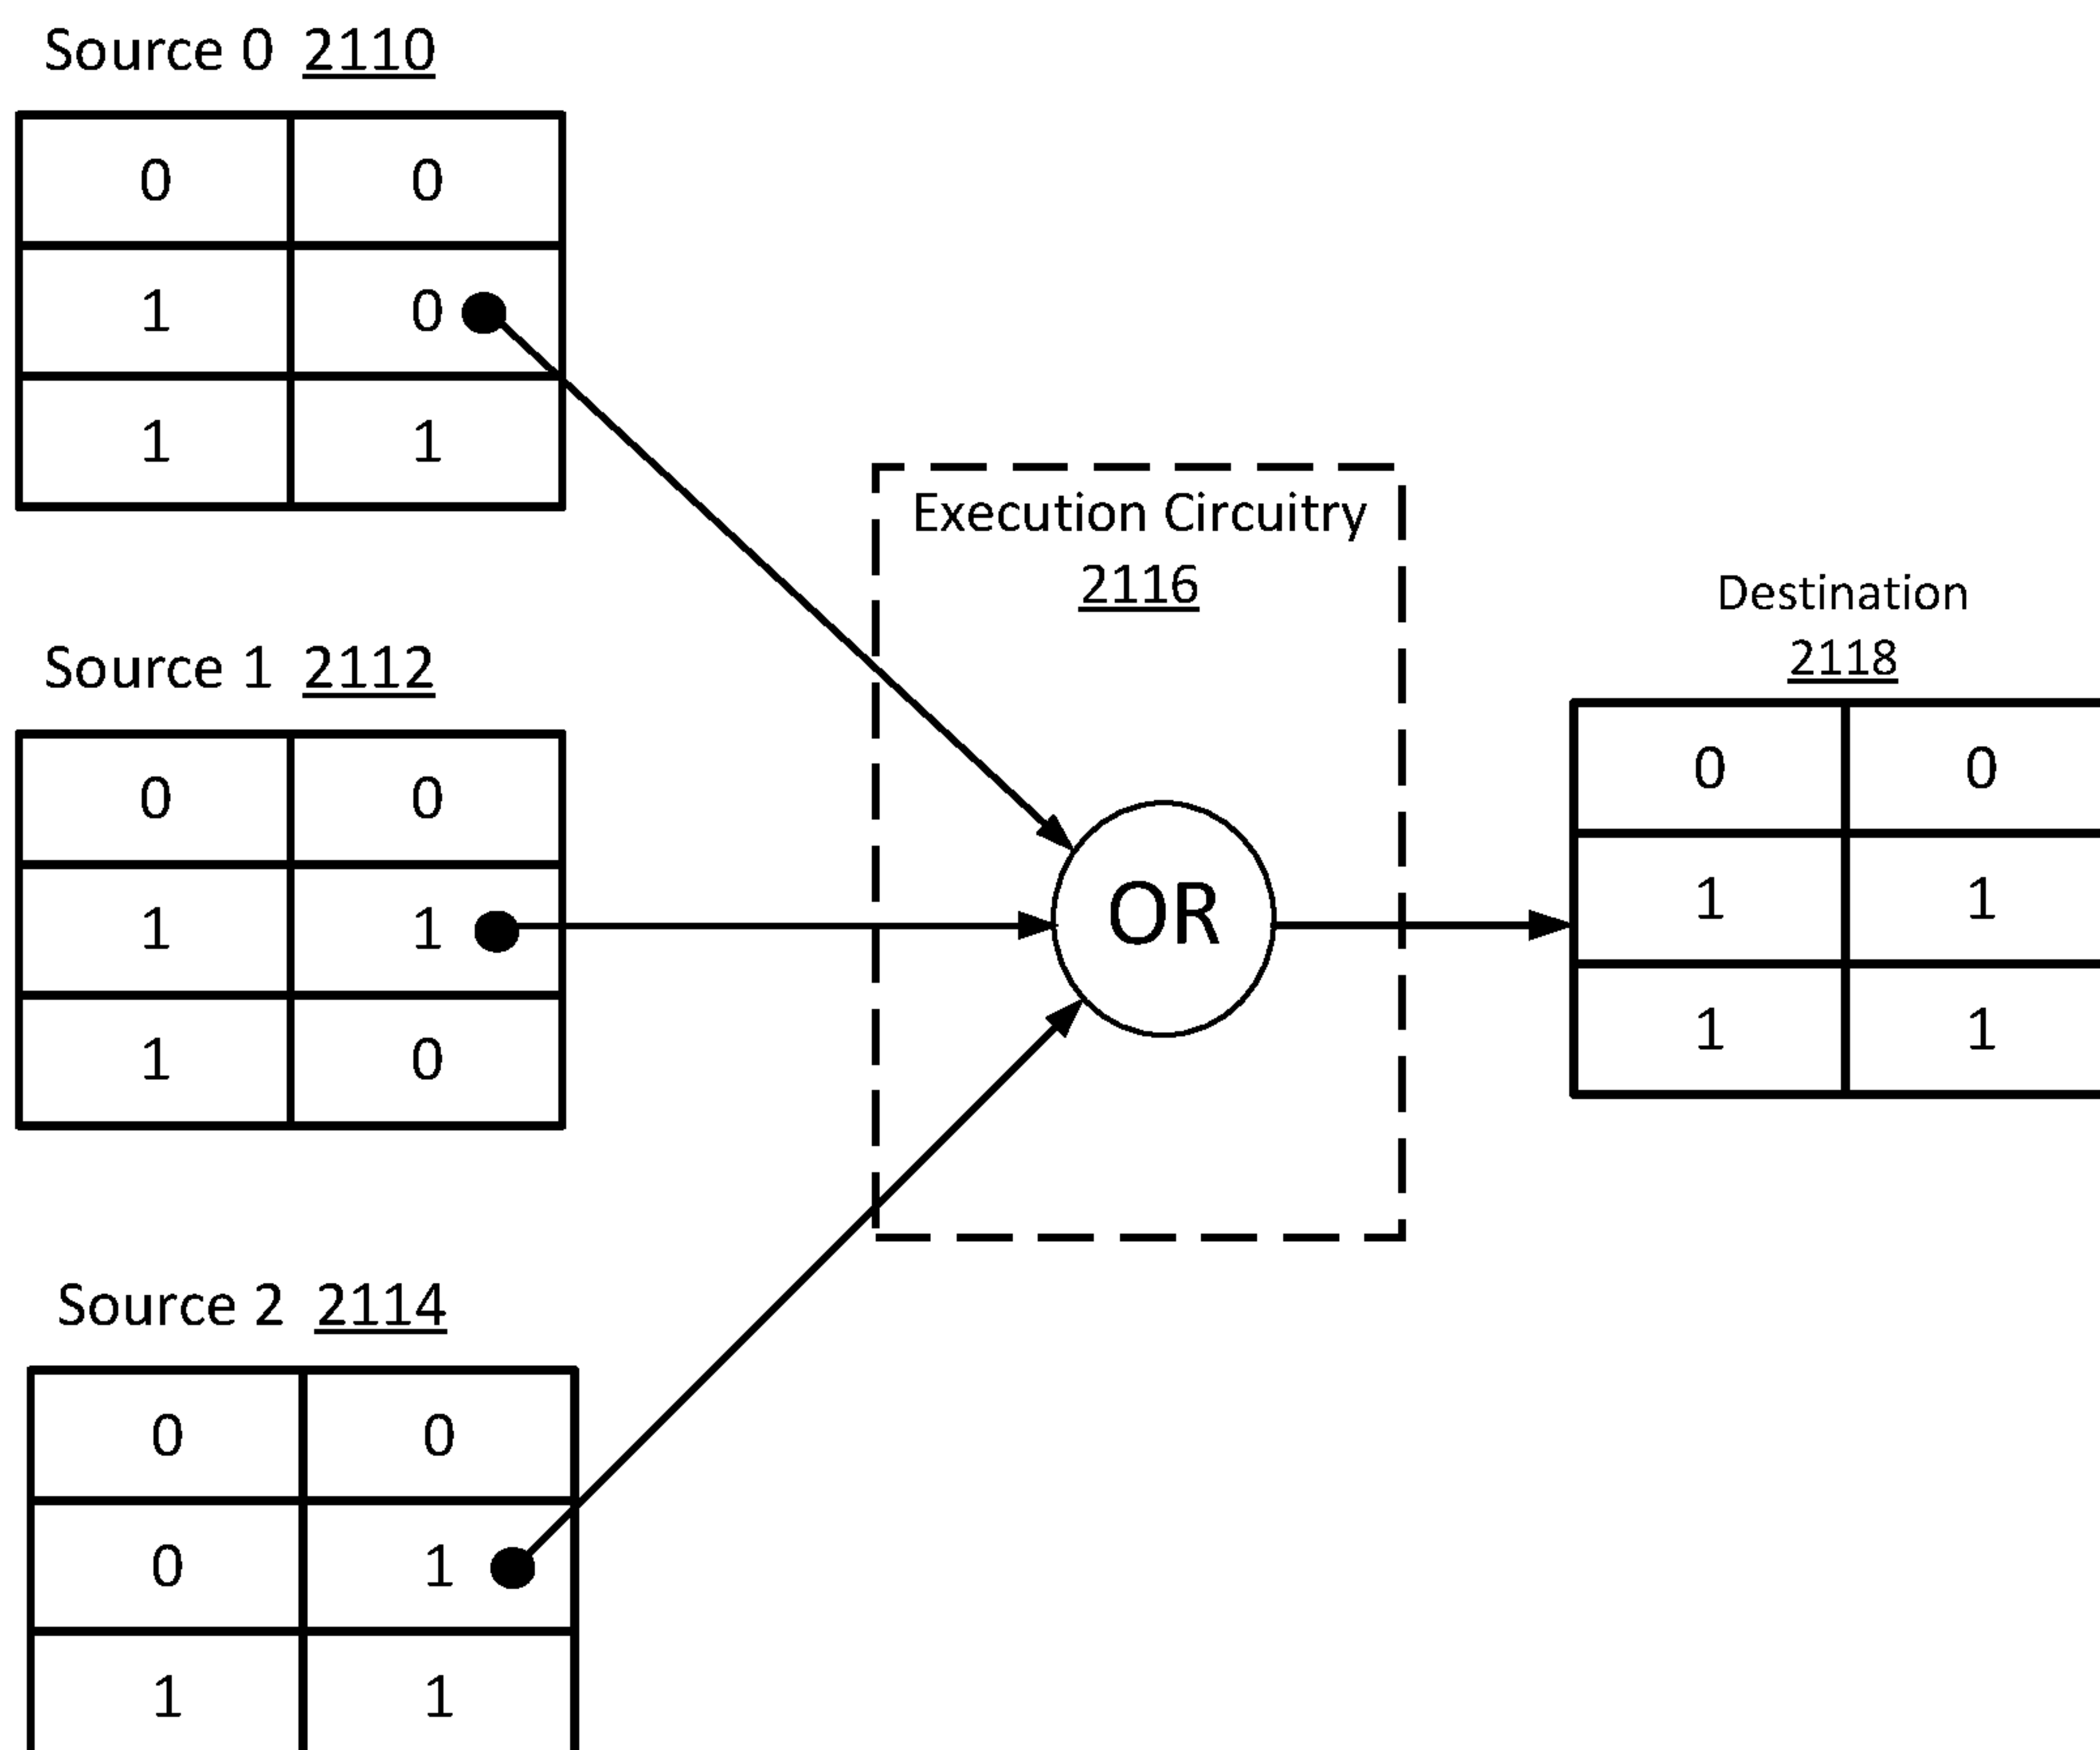 Source 0 2110
0 0
1 0
1 1
Source 1 2112
0 0
1 1
1 0
Source 2 2114
0 0
0 1
1 1
Execution Circuitry
2116
OR
Destination
2118
0 0
1 1
1 1